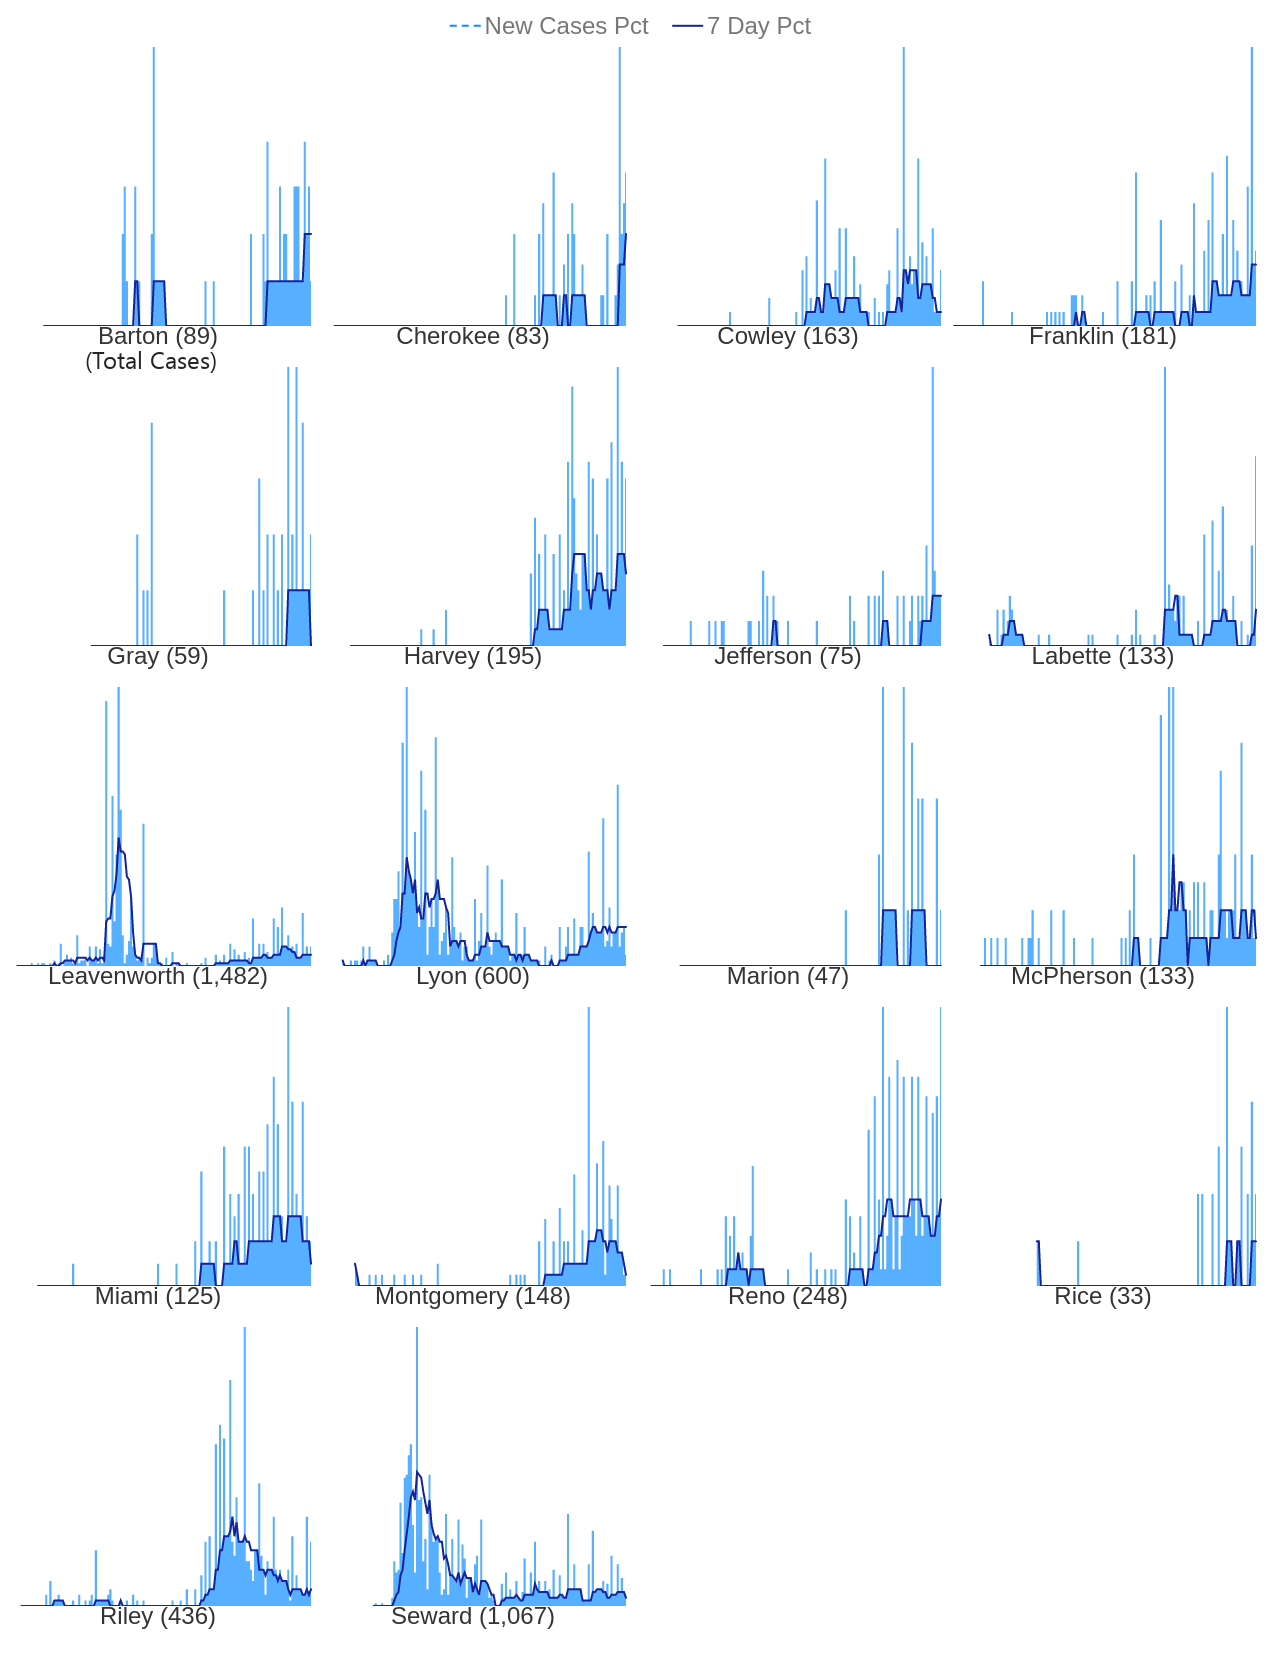 New Cases Pct 7 Day Pct
Barton (89) Cherokee (83) Cowley (163) Franklin (181)
(Total Cases)
Gray (59) Harvey (195) Jefferson (75) Labette (133)
Leavenworth (1,482) Lyon (600) Marion (47) McPherson (133)
Miami (125) Montgomery (148) Reno (248) Rice (33)
Riley (436) Seward (1,067)